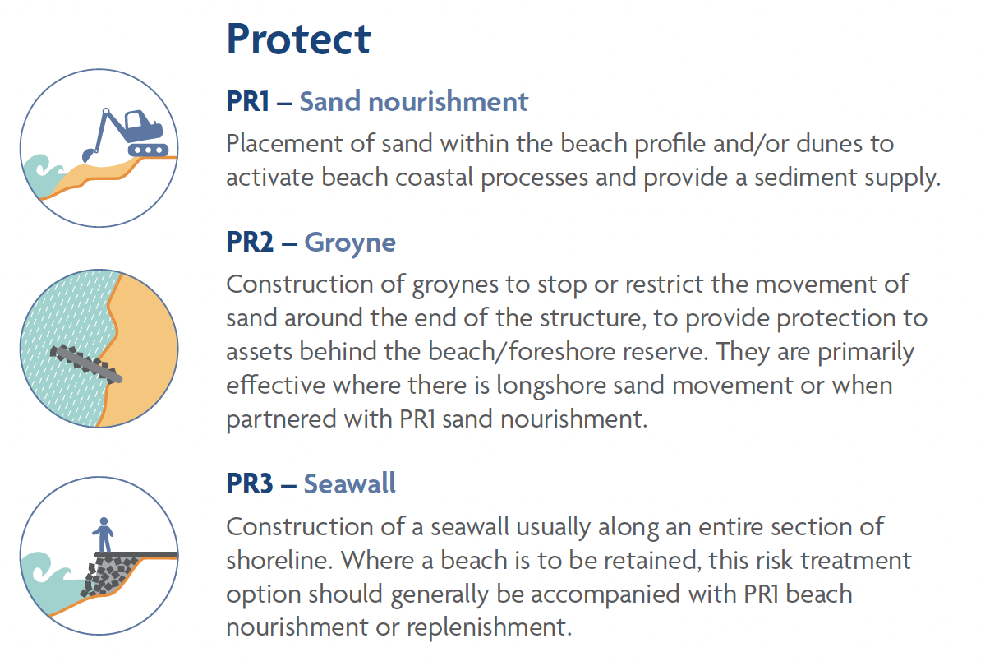 Protect
PR1 – Sand nourishment
Placement of sand within the beach profile and/or dunes to
activate beach coastal processes and provide a sediment supply.
PR2 – Groyne
Construction of groynes to stop or restrict the movement of
sand around the end of the structure, to provide protection to
assets behind the beach/foreshore reserve. They are primarily
effective where there is longshore sand movement or when
partnered with PR1 sand nourishment.
PR3 – Seawall
Construction of a seawall usually along an entire section of
shoreline. Where a beach is to be retained, this risk treatment
option should generally be accompanied with PR1 beach
nourishment or replenishment.